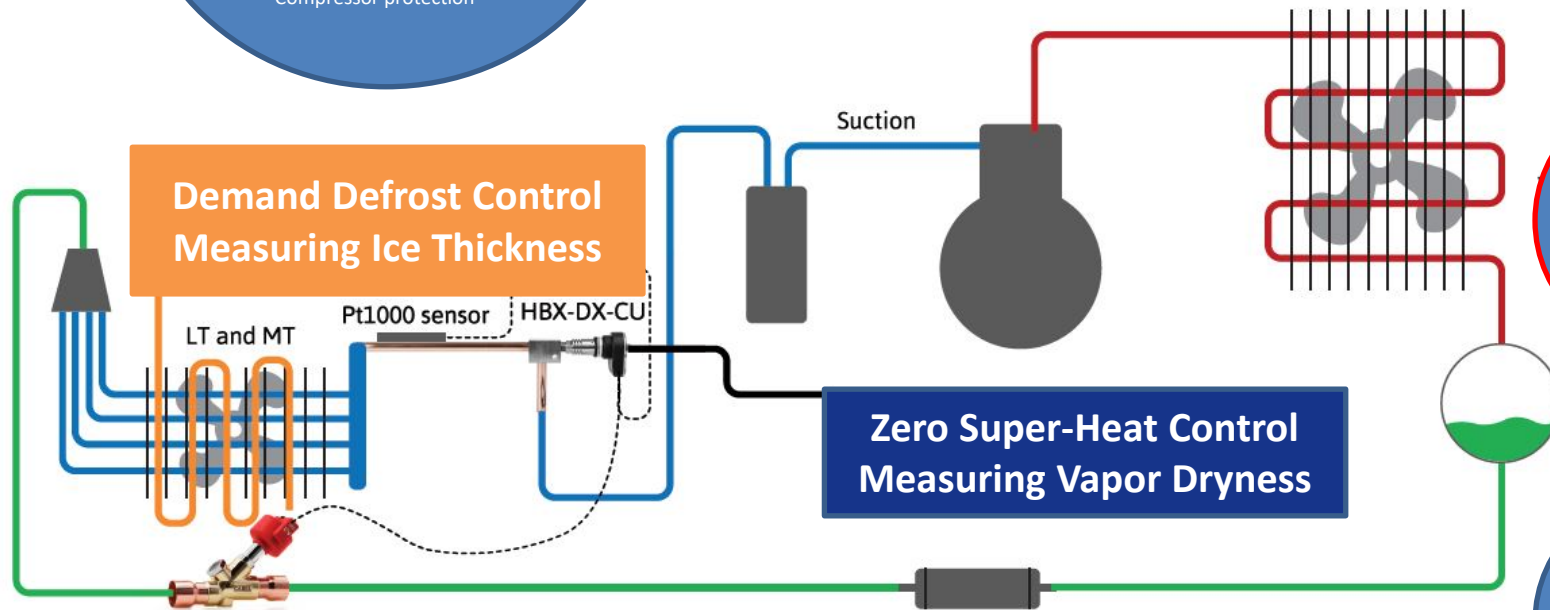 Compressor protection
Suction
Demand Defrost Control
Measuring Ice Thickness
Pt1000 sensor
HBX-DX-CU
LT and MT
Zero Super-Heat Control
Measuring Vapor Dryness